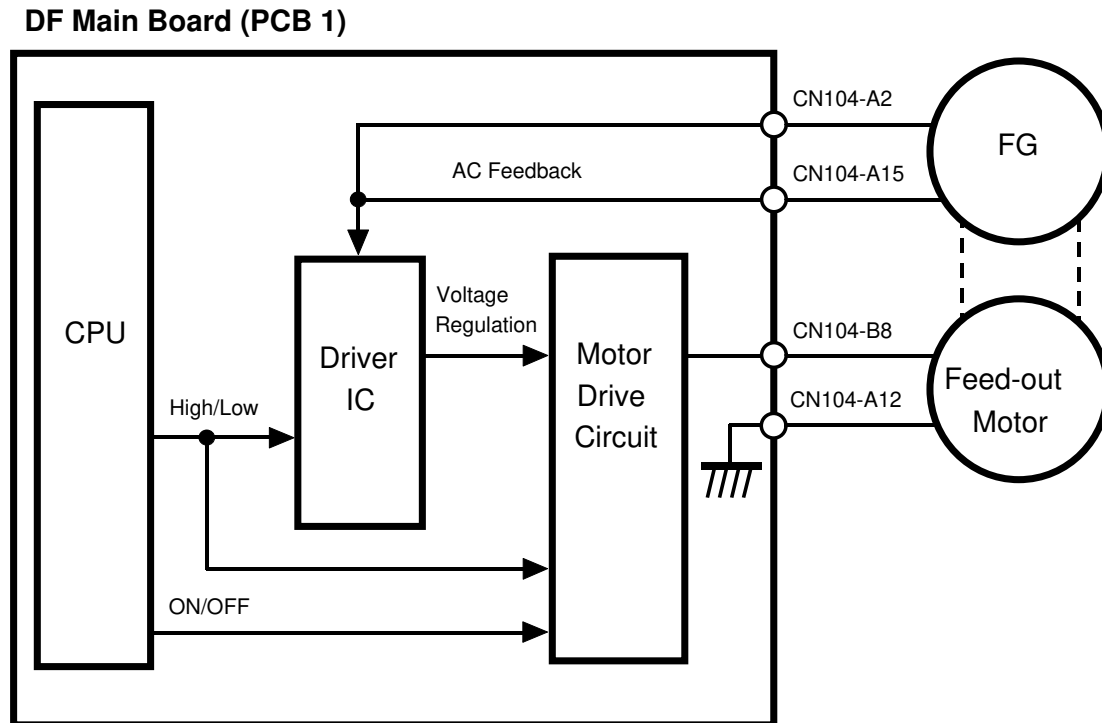 DF Main Board (PCB 1)
CN104-A2
FG
AC Feedback
CN104-A15
CPU
Driver
IC
Voltage
Regulation
Motor
Drive
Circuit
CN104-B8
CN104-A12
Feed-out
Motor
High/Low
ON/OFF